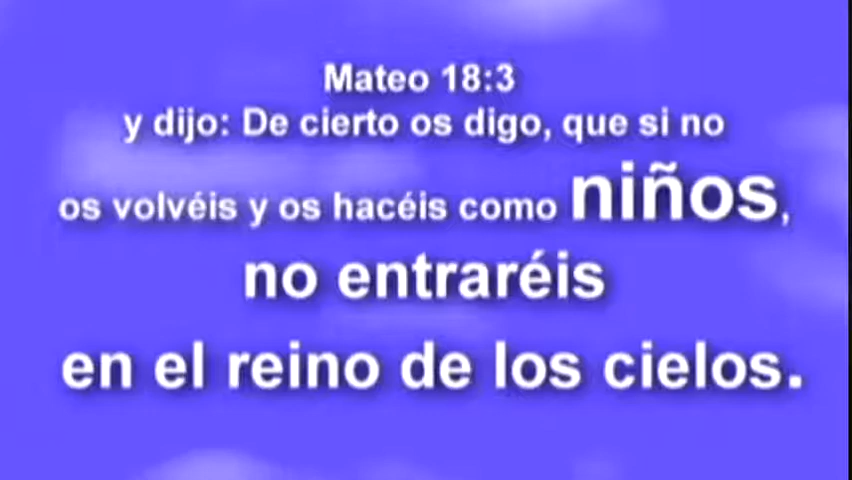 Mateo 18:3
y dijo: De cierto os digo, que si no
os volvéis y os hacéis como niños,
no entraréis
en el reino de los cielos.